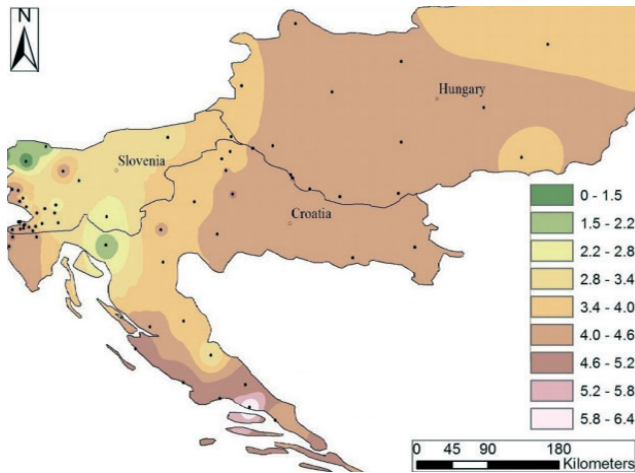 N
Hungary
Slovenia
Croatia
0 - 1.5
1.5 - 2.2
2.2 - 2.8
2.8 - 3.4
3.4 - 4.0
4.0 - 4.6
4.6 - 5.2
5.2 - 5.8
5.8 - 6.4
0 45 90 180
Kilometers